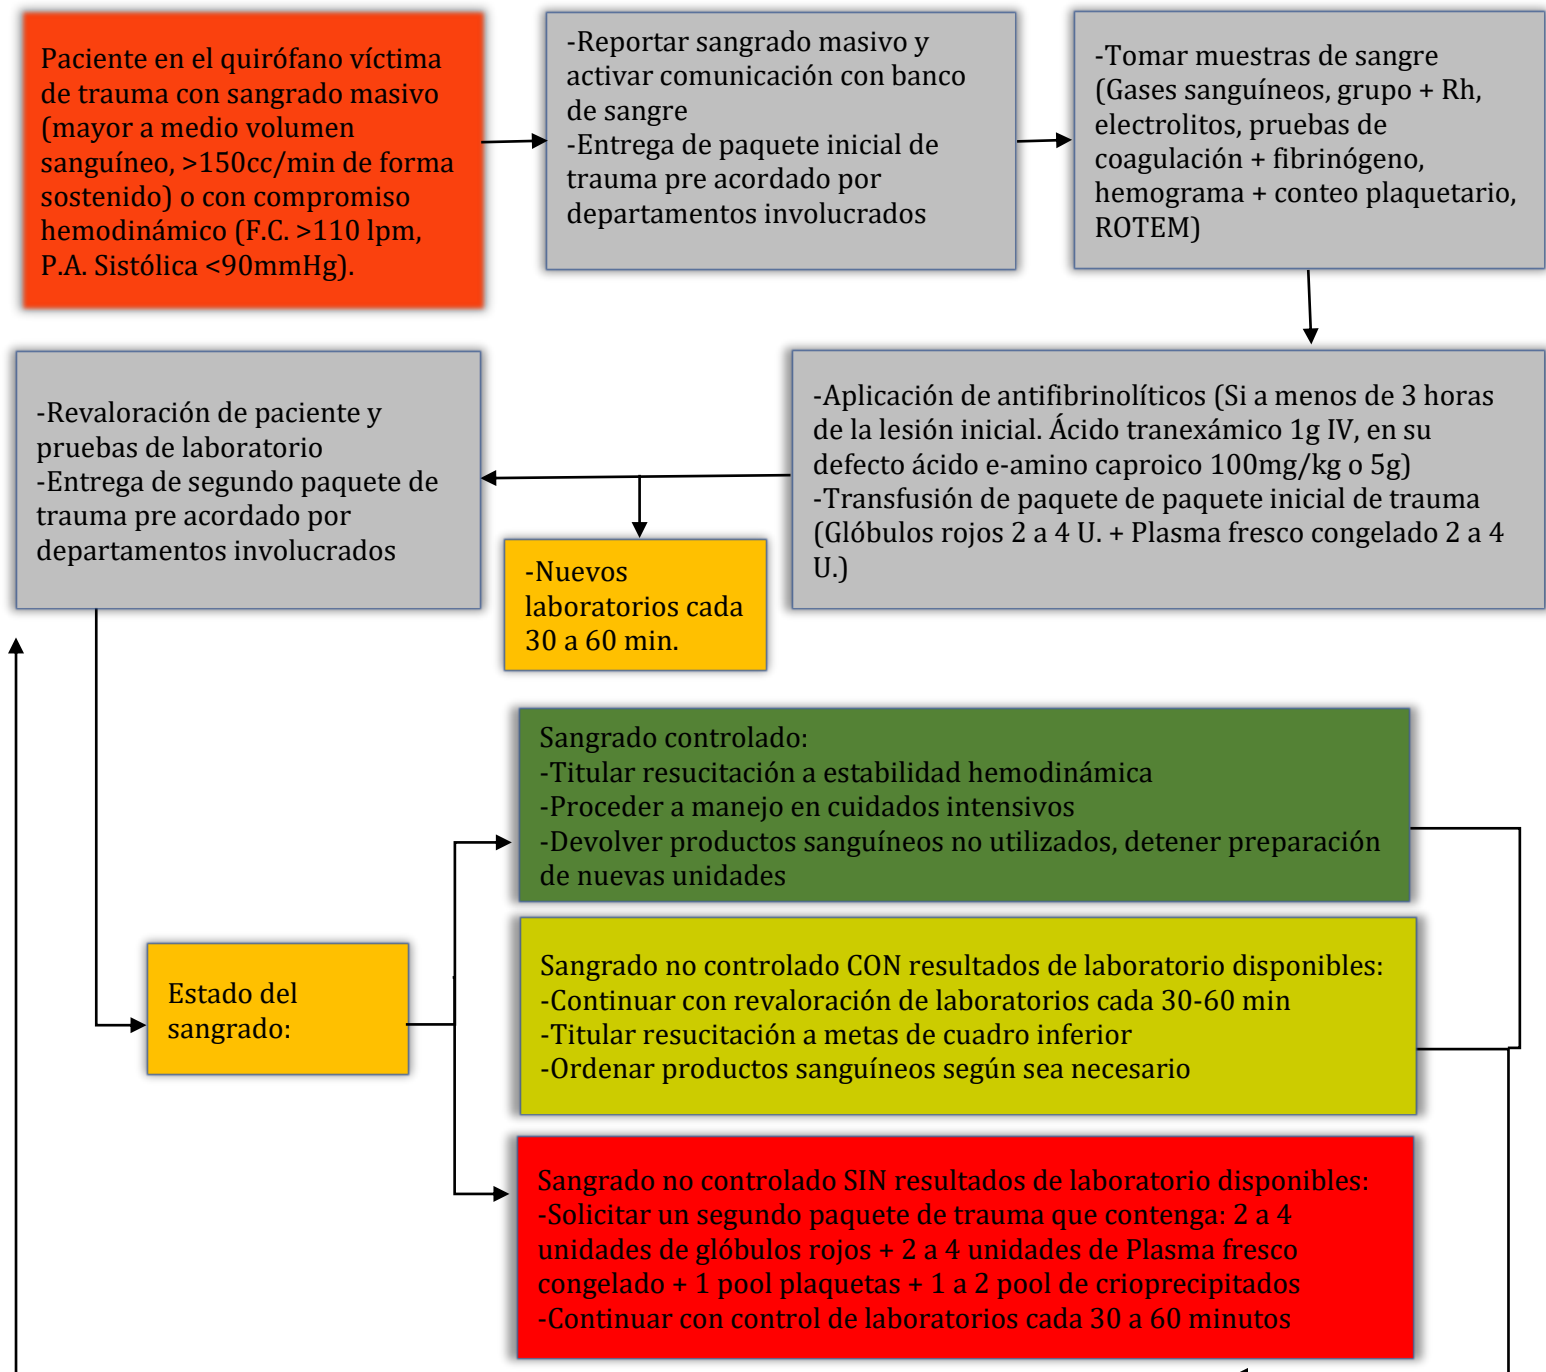 Paciente en el quirófano víctima
de trauma con sangrado masivo
(mayor a medio volumen
sanguíneo, >150cc/min de forma
sostenido) o con compromiso
hemodinámico (F.C. >110 lpm,
P.A. Sistólica <90mmHg).
-Reportar sangrado masivo y
activar comunicación con banco
de sangre
-Entrega de paquete inicial de
trauma pre acordado por
departamentos involucrados
-Tomar muestras de sangre
(Gases sanguíneos, grupo + Rh,
electrolitos, pruebas de
coagulación + fibrinógeno,
hemograma + conteo plaquetario,
ROTEM)
-Aplicación de antifibrinolíticos (Si a menos de 3 horas
de la lesión inicial. Ácido tranexámico 1g IV, en su
defecto ácido e-amino caproico 100mg/kg o 5g)
-Transfusión de paquete de paquete inicial de trauma
(Glóbulos rojos 2 a 4 U. + Plasma fresco congelado 2 a 4
U.)
-Nuevos
laboratorios cada
30 a 60 min.
-Revaloración de paciente y
pruebas de laboratorio
-Entrega de segundo paquete de
trauma pre acordado por
departamentos involucrados
Estado del
sangrado:
Sangrado controlado:
-Titular resucitación a estabilidad hemodinámica
-Proceder a manejo en cuidados intensivos
-Devolver productos sanguíneos no utilizados, detener preparación
de nuevas unidades
Sangrado no controlado CON resultados de laboratorio disponibles:
-Continuar con revaloración de laboratorios cada 30-60 min
-Titular resucitación a metas de cuadro inferior
-Ordenar productos sanguíneos según sea necesario
Sangrado no controlado SIN resultados de laboratorio disponibles:
-Solicitar un segundo paquete de trauma que contenga: 2 a 4
unidades de glóbulos rojos + 2 a 4 unidades de Plasma fresco
congelado + 1 pool plaquetas + 1 a 2 pool de crioprecipitados
-Continuar con control de laboratorios cada 30 a 60 minutos